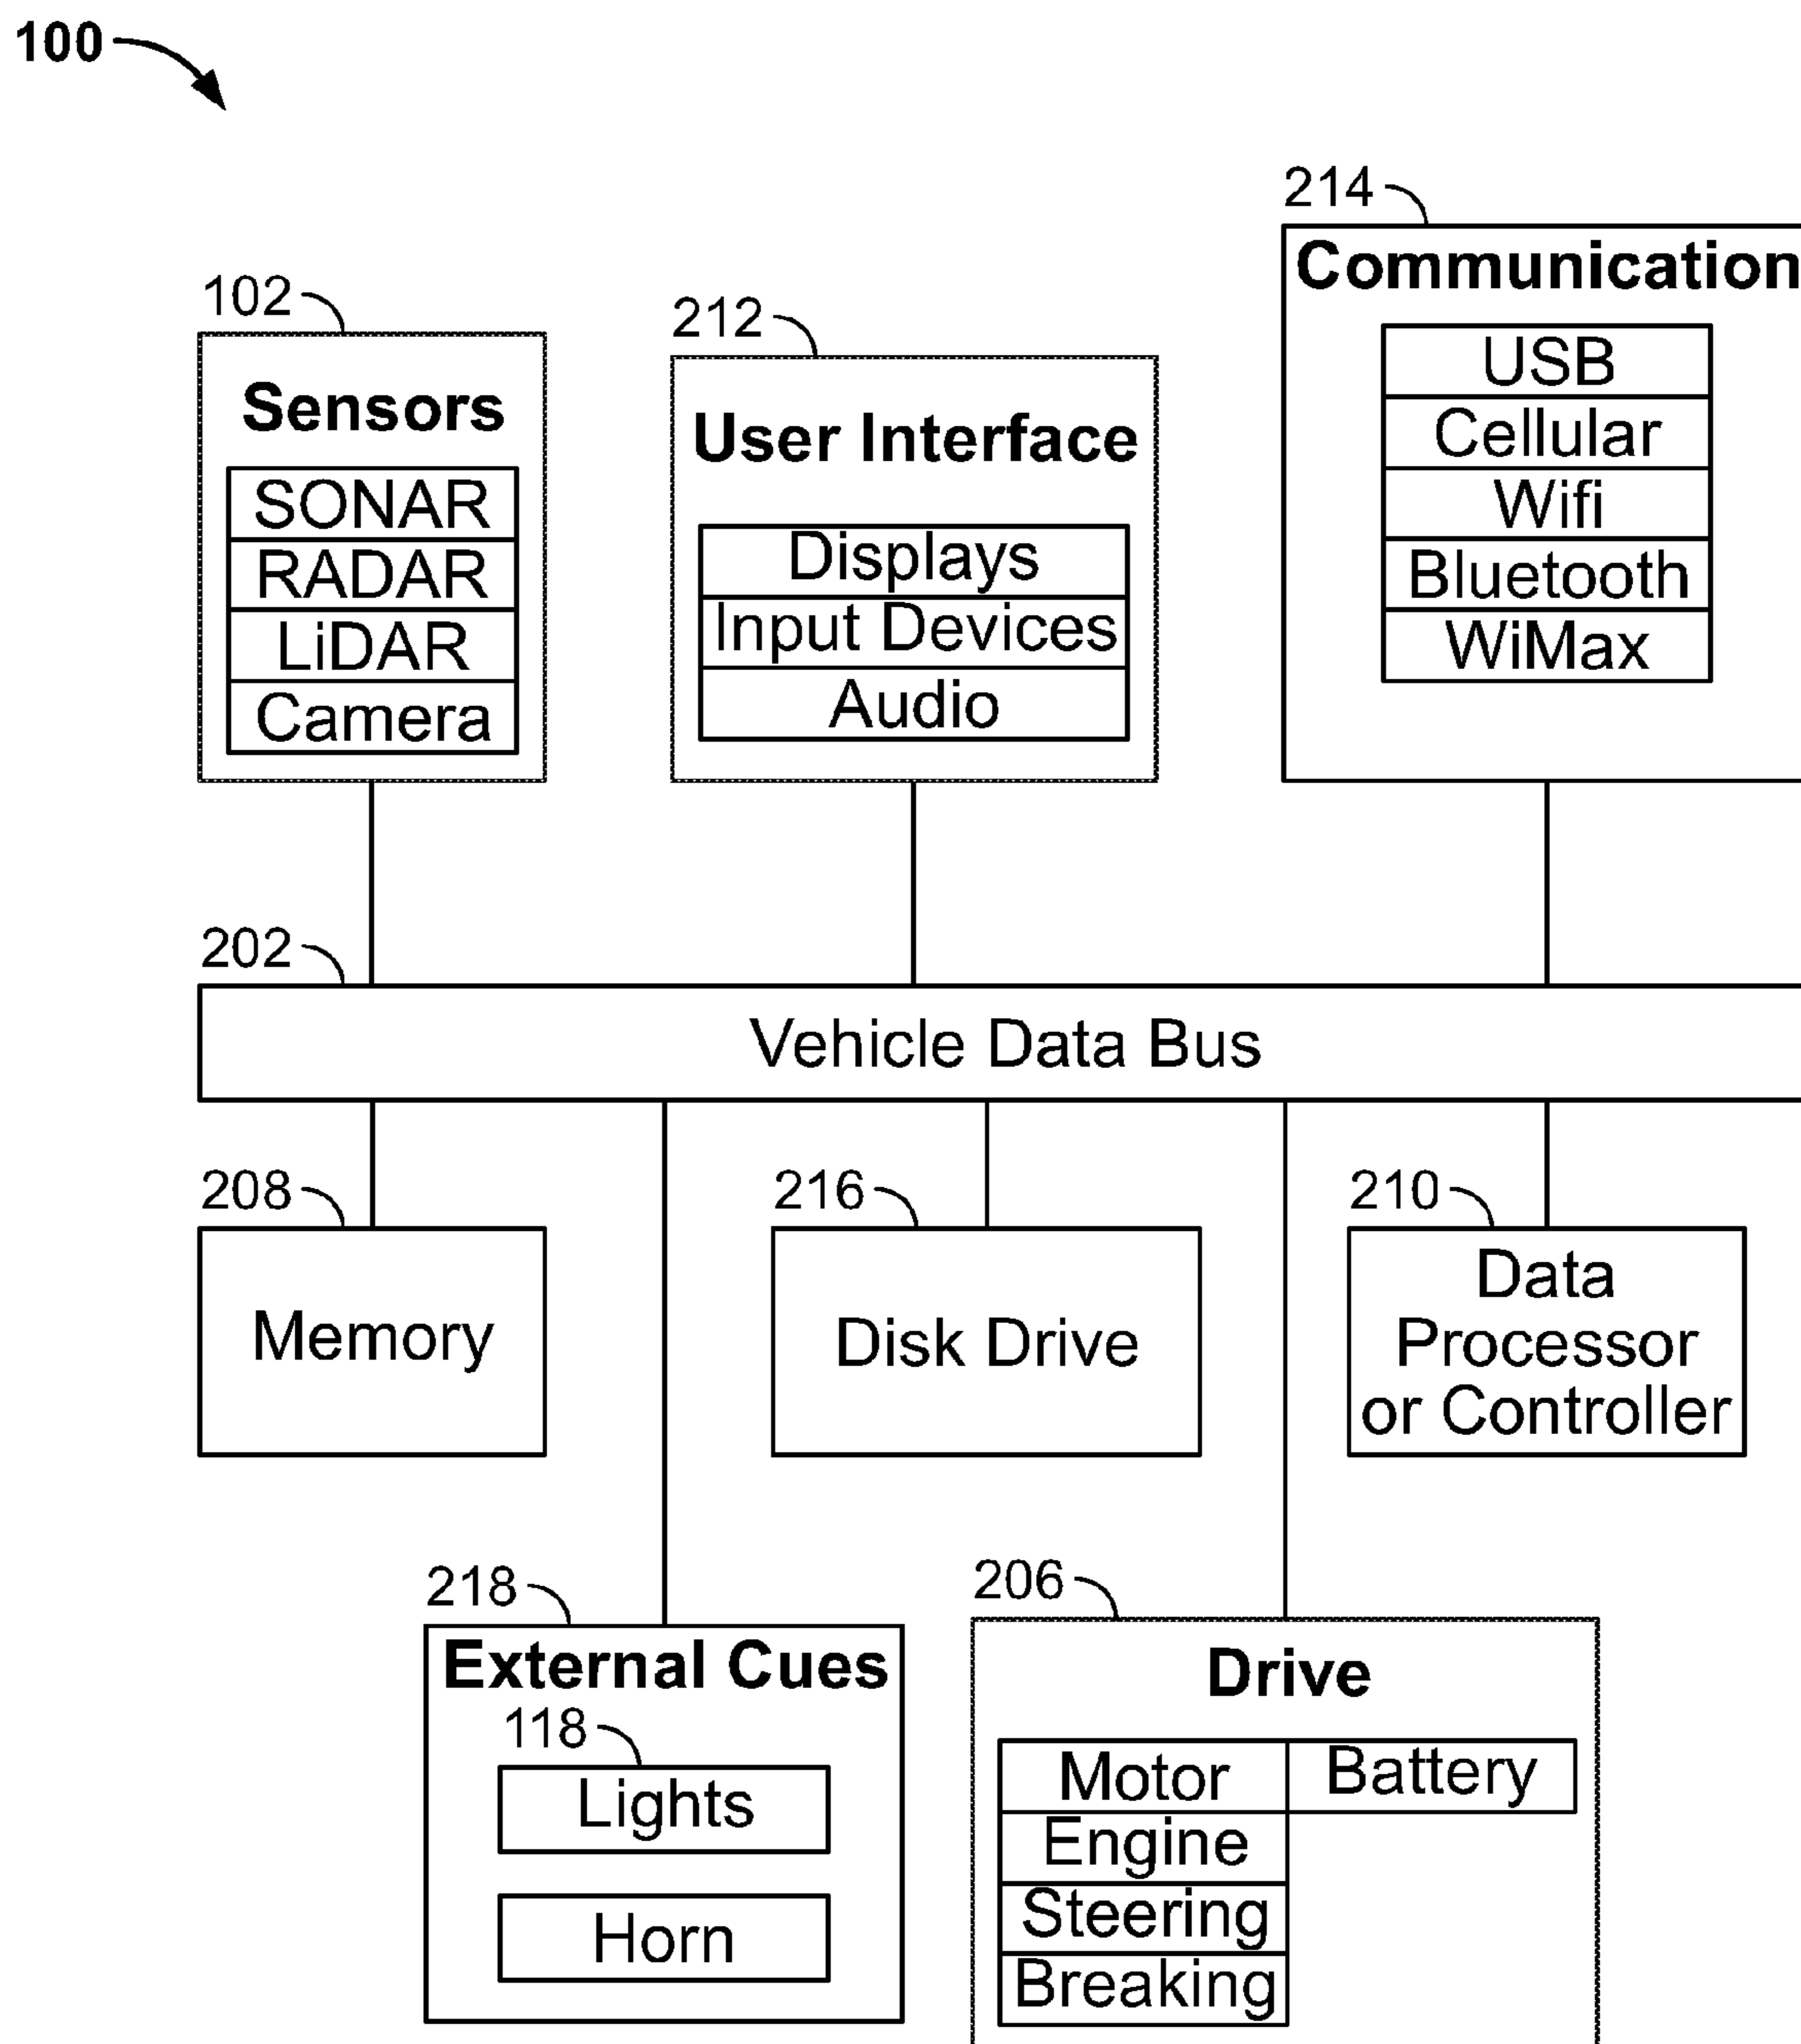 100
102
Sensors
SONAR
RADAR
LiDAR
Camera
212
User Interface
Displays
Input Devices
Audio
214
Communication
USB
Cellular
Wifi
Bluetooth
WiMax
202
Vehicle Data Bus
208
Memory
216
Disk Drive
210
Data
Processor
or Controller
218
External Cues
118
Lights
Horn
206
Drive
Motor
Battery
Engine
Steering
Breaking